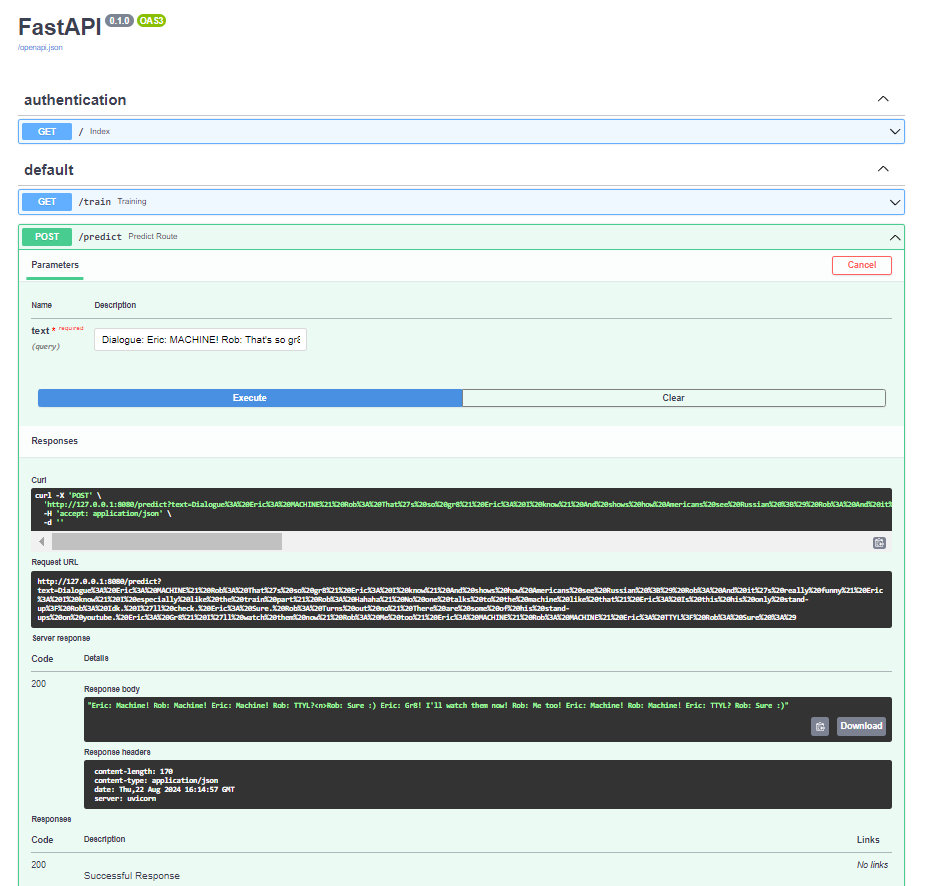 FastAPI 0.1.0 OAS3
/openapi.json
authentication
GET / Index
default
GET /train Training
POST /predict Predict Route
Parameters
Cancel
Name Description
text * required
(query)
Dialogue: Eric: MACHINE! Rob: That's so gr8
Execute Clear
Responses
Curl
curl -X 'POST' \
'http://127.0.0.1:8080/predict?text=Dialogue%3A%20Eric%3A%20MACHINE%21%20Rob%3A%20That%27s%20so%20gr8%21%20Eric%3A%20I%20know%21%20And%20shows%20how%20Americans%20see%20Russian%20%3B%29%20Rob%3A%20And%20it%
-H 'accept: application/json' \
-d ''
Request URL
http://127.0.0.1:8080/predict?
text=Dialogue%3A%20Eric%3A%20MACHINE%21%20Rob%3A%20That%27s%20so%20gr8%21%20Eric%3A%20I%20know%21%20And%20shows%20how%20Americans%20see%20Russian%20%3B%29%20Rob%3A%20And%20it%27s%20really%20funny%21%20Eric
%3A%20I%20know%21%20I%20especially%20like%20the%20train%20part%21%20Rob%3A%20Hahaha%21%20No%20one%20talks%20to%20the%20machine%20like%20that%21%20Eric%3A%20Is%20this%20his%20only%20stand-
up%3F%20Rob%3A%20Idk.%20I%27ll%20check.%20Eric%3A%20Sure.%20Rob%3A%20Turns%20out%20no%21%20There%20are%20some%20of%20his%20stand-
ups%20on%20youtube.%20Eric%3A%20Gr8%21%20I%27ll%20watch%20them%20now%21%20Rob%3A%20Me%20too%21%20Eric%3A%20MACHINE%21%20Rob%3A%20MACHINE%21%20Eric%3A%20TTYL%3F%20Rob%3A%20Sure%20%3A%29
Server response
Code Details
200
Response body
"Eric: Machine! Rob: Machine! Eric: Machine! Rob: TTYL?<n>Rob: Sure :) Eric: Gr8! I'll watch them now! Rob: Me too! Eric: Machine! Rob: Machine! Eric: TTYL? Rob: Sure :)"
Download
Response headers
content-length: 170
content-type: application/json
date: Thu,22 Aug 2024 16:14:57 GMT
server: uvicorn
Responses
Code Description Links
200 No links
Successful Response